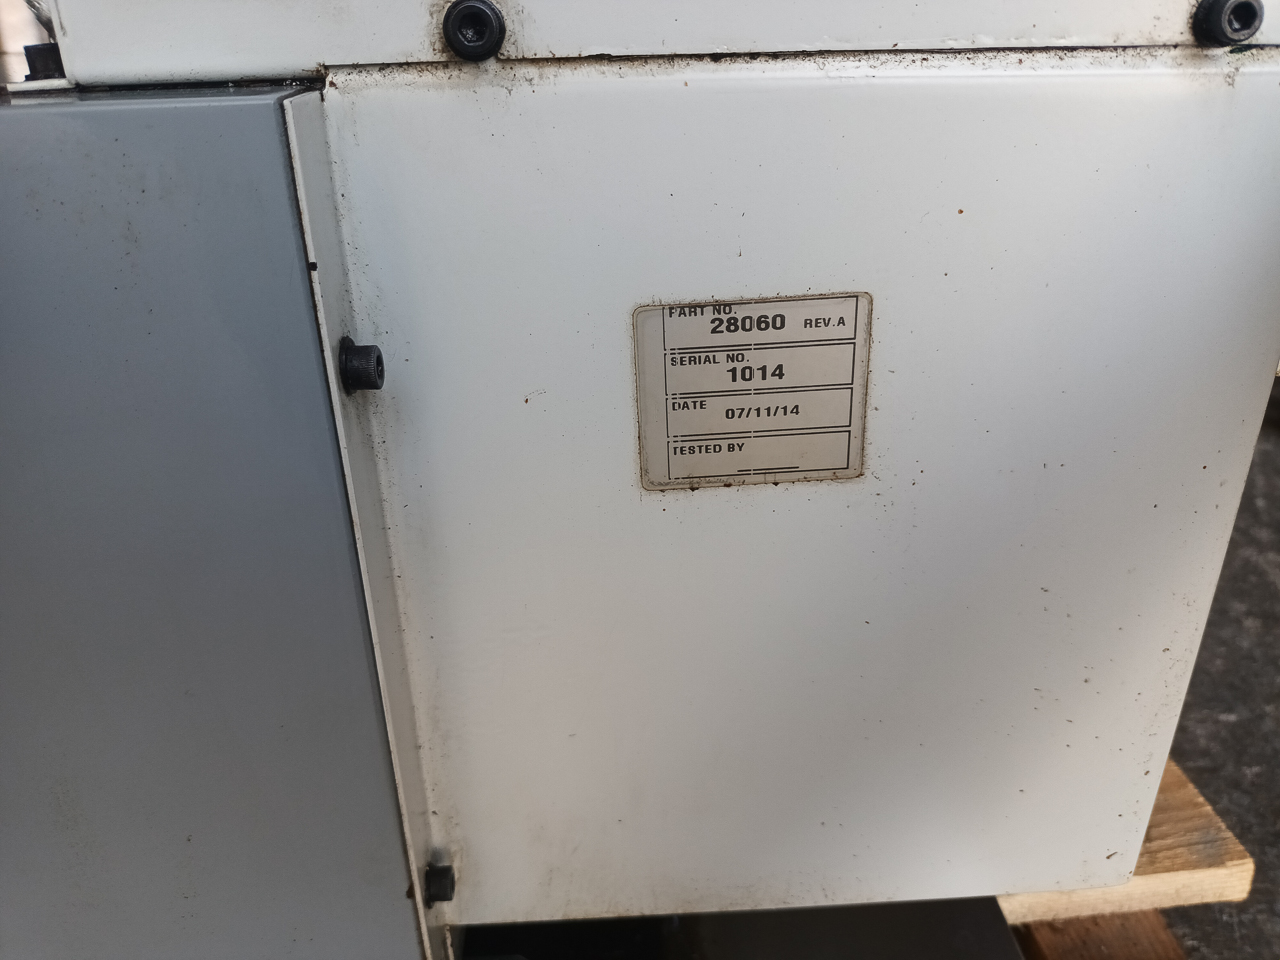 PART NO.
28060 REV.A
SERIAL NO.
1014
DATE 07/11/14
TESTED BY